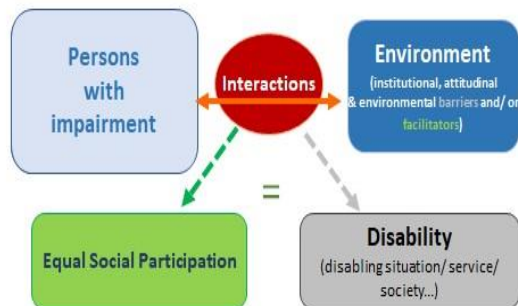 Persons
with
impairment
Interactions
Environment
(institutional, attitudinal
& environmental barriers and/ or
facilitators)
=
Equal Social Participation
Disability
(disabling situation/ service/
society...)